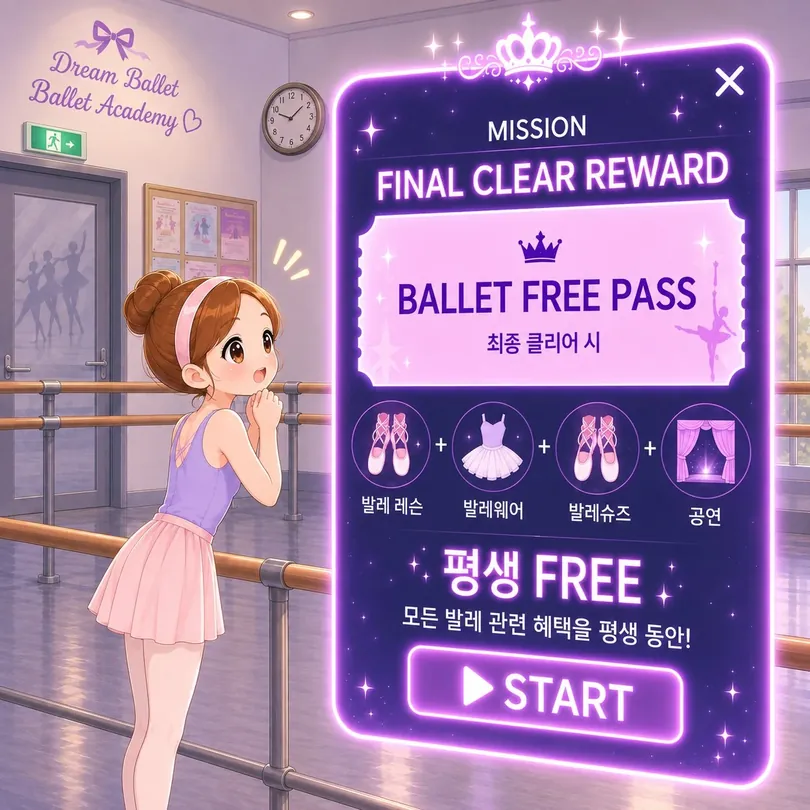 Dream Ballet
Ballet Academy ♡
MISSION
FINAL CLEAR REWARD
BALLET FREE PASS
최종 클리어 시
발레 레슨 + 발레웨어 + 발레슈즈 + 공연
평생 FREE
모든 발레 관련 혜택을 평생 동안!
▶ START